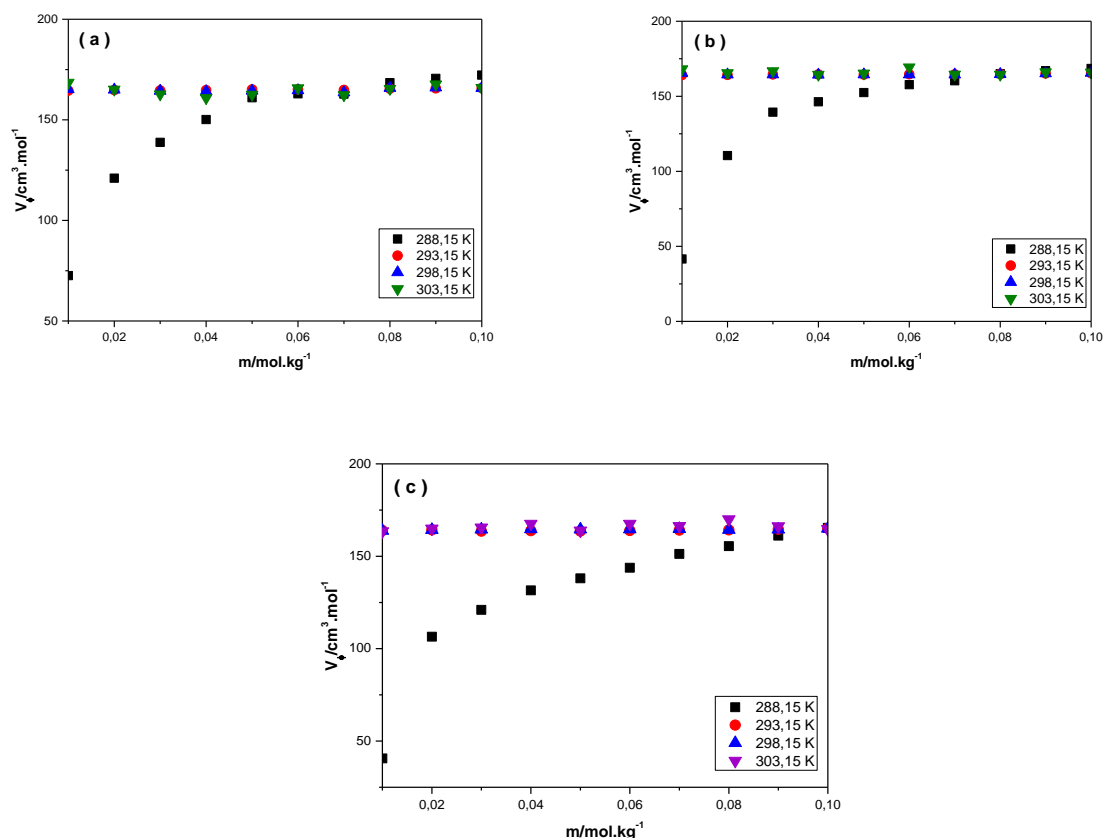 ( a )
200
150
100
50
V_ϕ/cm³.mol⁻¹
288,15 K
293,15 K
298,15 K
303,15 K
0,02 0,04 0,06 0,08 0,10
m/mol.kg⁻¹
( b )
200
150
100
50
0
V_ϕ/cm³.mol⁻¹
288,15 K
293,15 K
298,15 K
303,15 K
0,02 0,04 0,06 0,08 0,10
m/mol.kg⁻¹
( c )
200
150
100
50
V_ϕ/cm³.mol⁻¹
288,15 K
293,15 K
298,15 K
303,15 K
0,02 0,04 0,06 0,08 0,10
m/mol.kg⁻¹